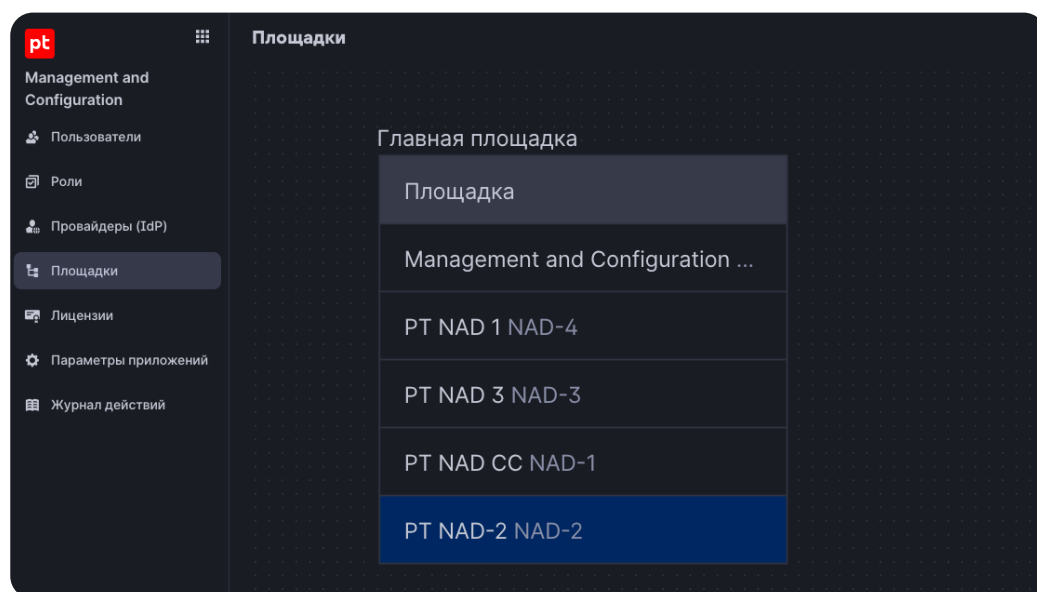 pt
Площадки
Management and
Configuration
Пользователи
Роли
Провайдеры (IdP)
Площадки
Лицензии
Параметры приложений
Журнал действий
Главная площадка
Площадка
Management and Configuration ...
PT NAD 1 NAD-4
PT NAD 3 NAD-3
PT NAD CC NAD-1
PT NAD-2 NAD-2